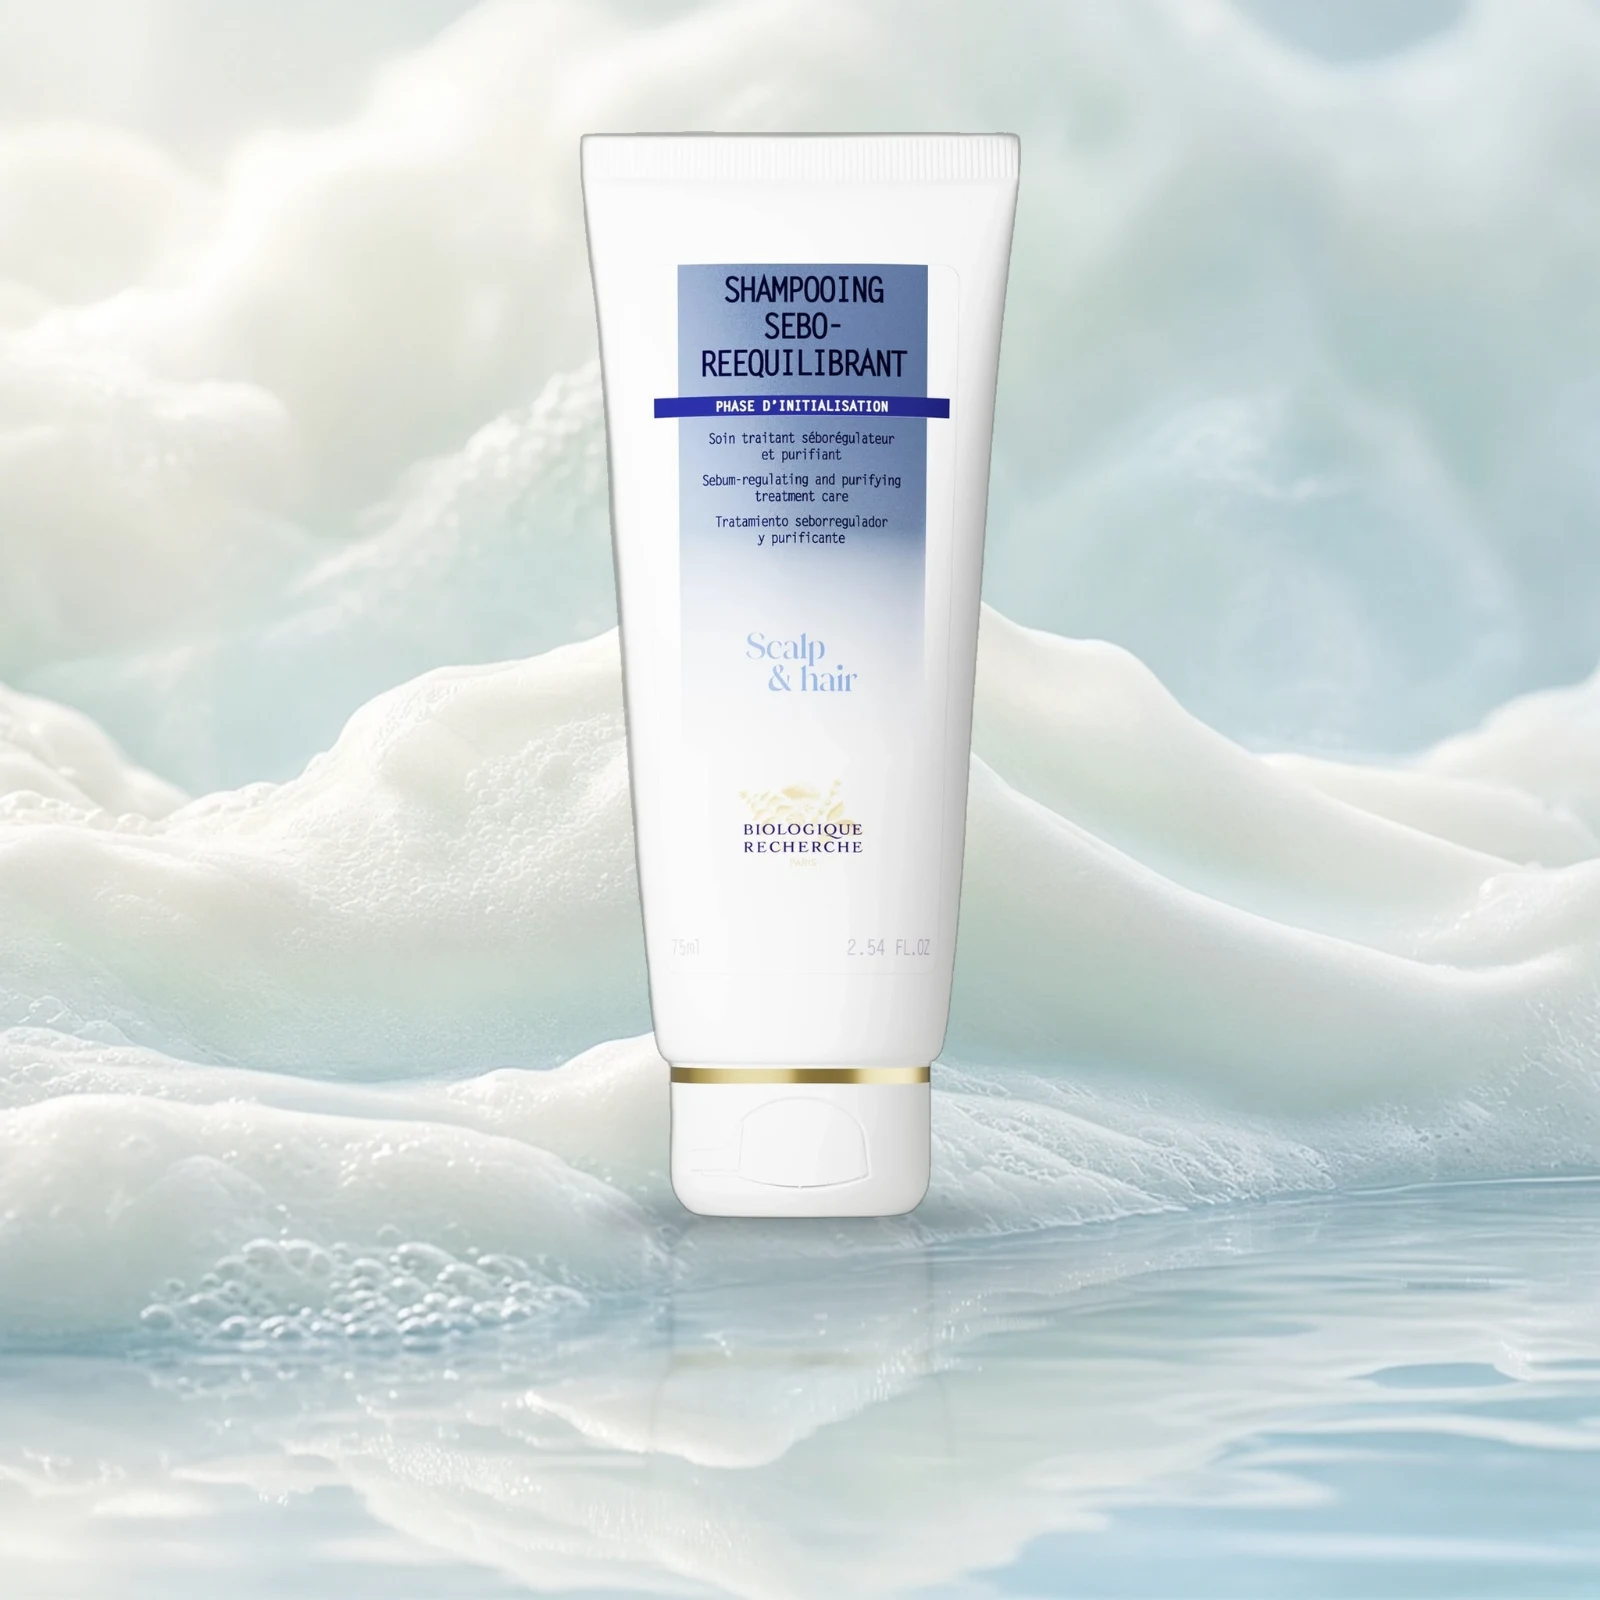 SHAMPOOING
SEBO-
REEQUILIBRANT
PHASE D'INITIALISATION
Soin traitant séborégulateur
et purifiant
Sebum-regulating and purifying
treatment care
Tratamiento seborregulador
y purificante
Scalp
& hair
BIOLOGIQUE
RECHERCHE
PARIS
75ml 2.54 FL.OZ